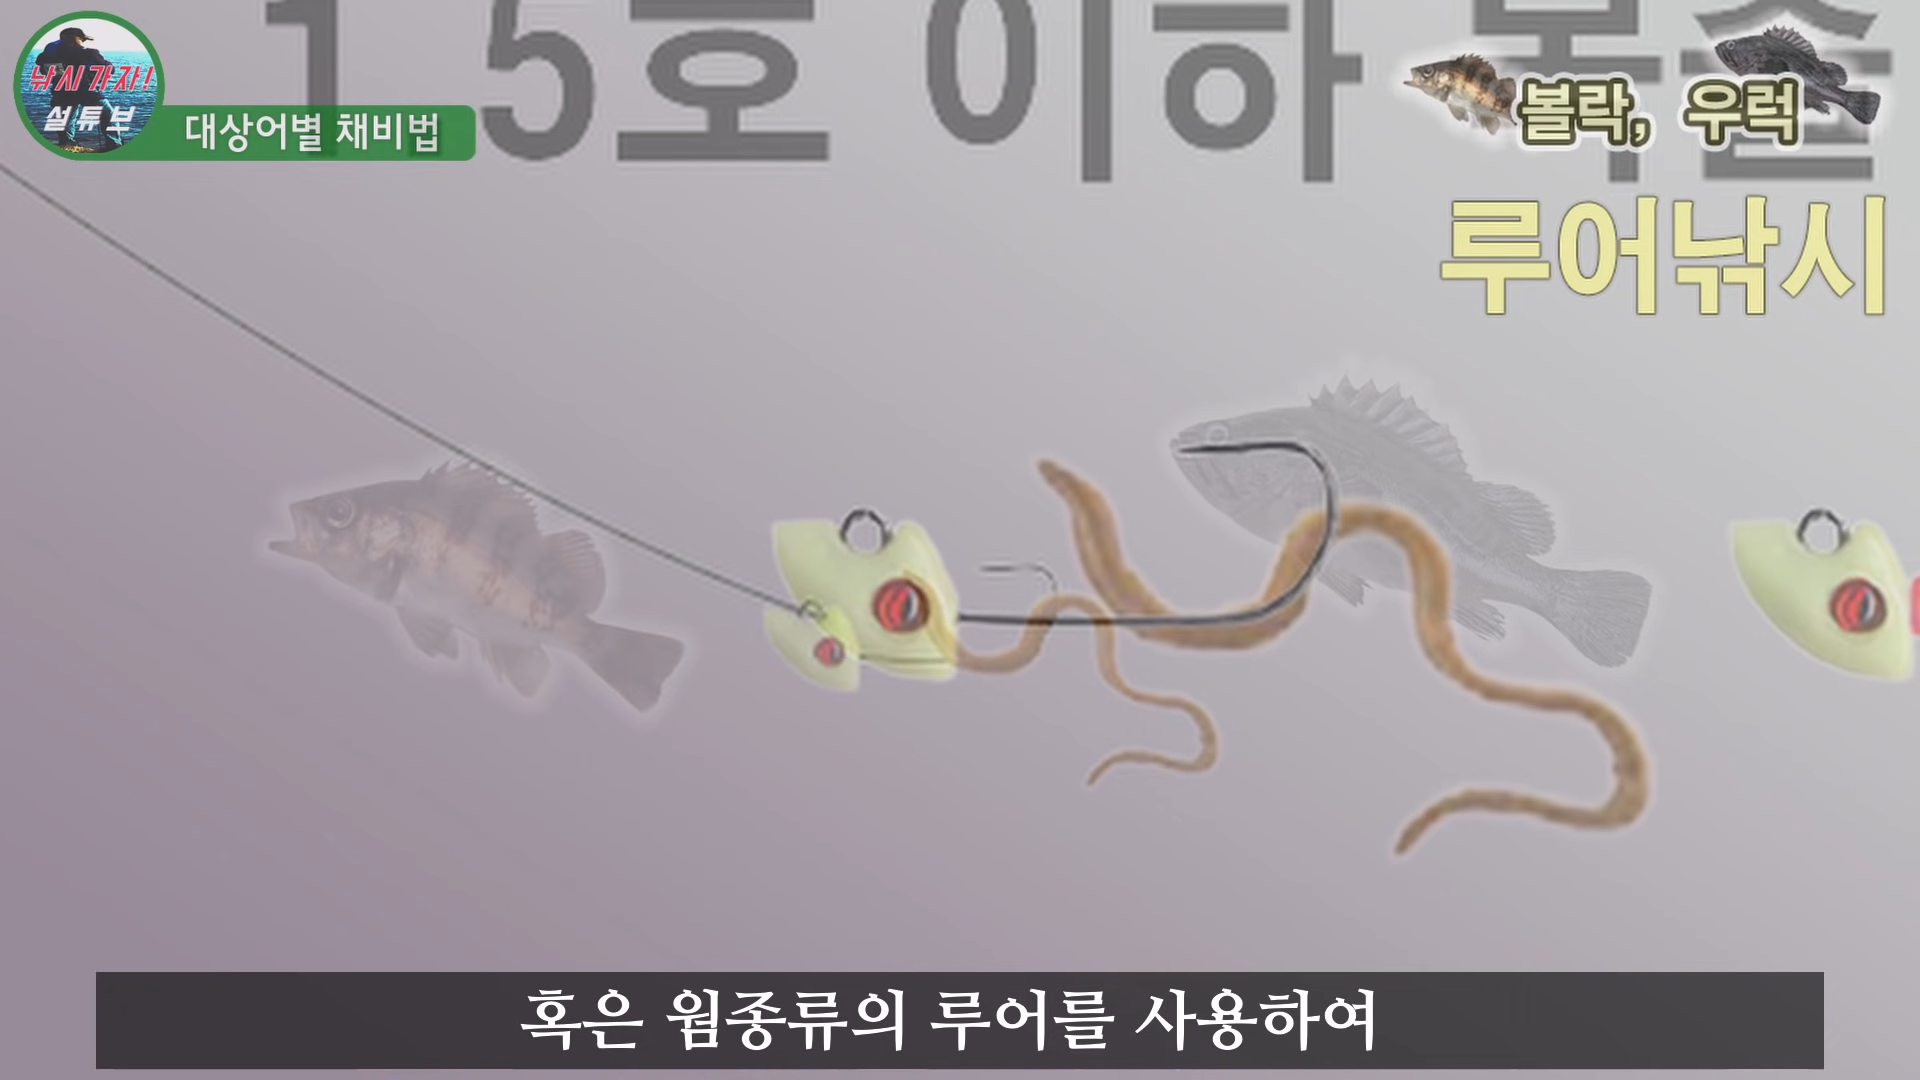 낚시가자!
설튜브
대상어별 채비법
1.5호 이하 목줄
볼락, 우럭
루어낚시
혹은 웜종류의 루어를 사용하여